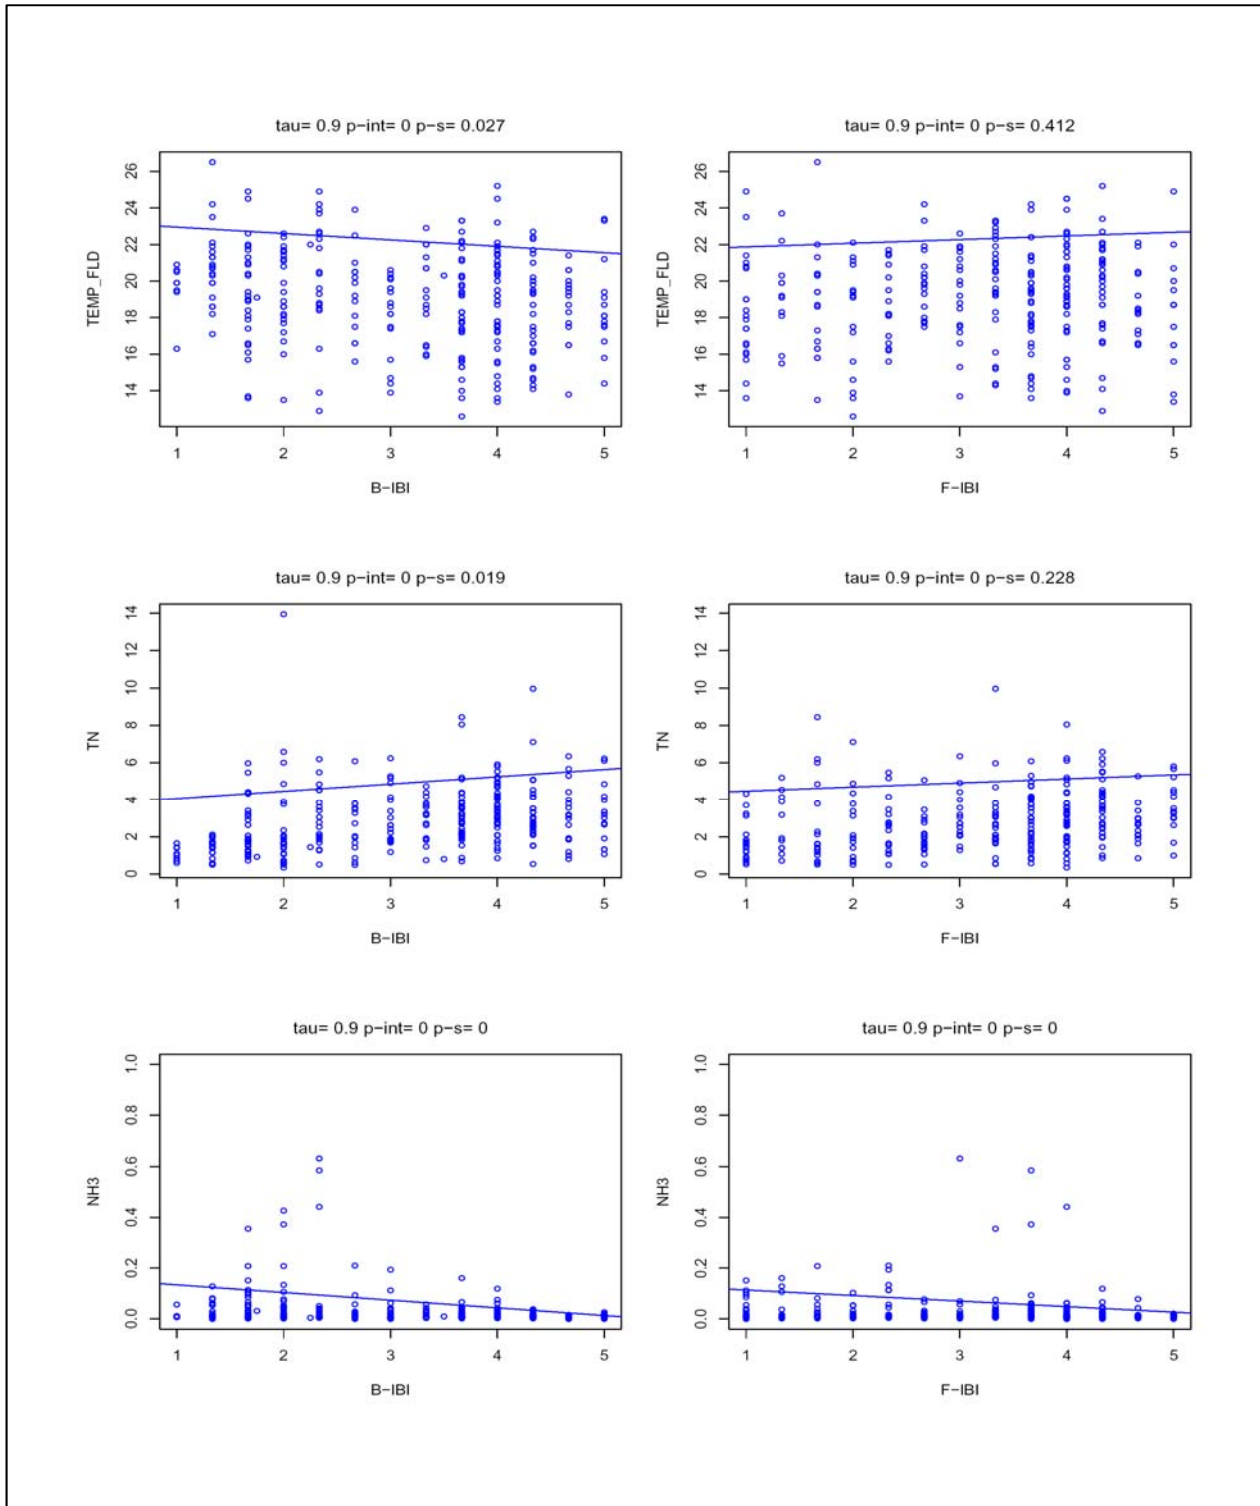 tau= 0.9 p-int= 0 p-s= 0.027
tau= 0.9 p-int= 0 p-s= 0.412
TEMP_FLD
26
24
22
20
18
16
14
1 2 3 4 5
B-IBI
TEMP_FLD
26
24
22
20
18
16
14
1 2 3 4 5
F-IBI
tau= 0.9 p-int= 0 p-s= 0.019
tau= 0.9 p-int= 0 p-s= 0.228
TN
14
12
10
8
6
4
2
0
1 2 3 4 5
B-IBI
TN
14
12
10
8
6
4
2
0
1 2 3 4 5
F-IBI
tau= 0.9 p-int= 0 p-s= 0
tau= 0.9 p-int= 0 p-s= 0
NH3
1.0
0.8
0.6
0.4
0.2
0.0
1 2 3 4 5
B-IBI
NH3
1.0
0.8
0.6
0.4
0.2
0.0
1 2 3 4 5
F-IBI